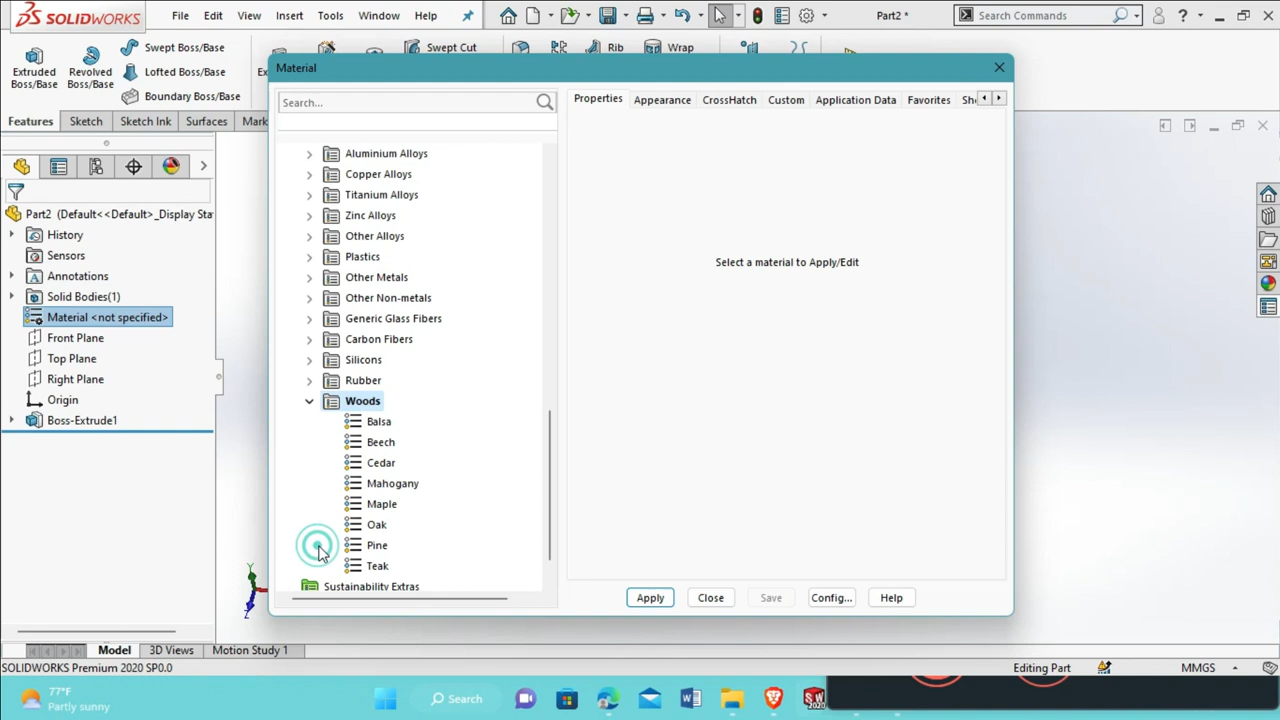 SOLIDWORKS
File Edit View Insert Tools Window Help
Part2 *
Search Commands
Extruded Boss/Base
Revolved Boss/Base
Swept Boss/Base
Lofted Boss/Base
Boundary Boss/Base
Swept Cut
Rib
Wrap
Features Sketch Sketch Ink Surfaces
Part2 (Default<<Default>_Display Sta
History
Sensors
Annotations
Solid Bodies(1)
Material <not specified>
Front Plane
Top Plane
Right Plane
Origin
Boss-Extrude1
Material
Search...
Aluminium Alloys
Copper Alloys
Titanium Alloys
Zinc Alloys
Other Alloys
Plastics
Other Metals
Other Non-metals
Generic Glass Fibers
Carbon Fibers
Silicons
Rubber
Woods
Balsa
Beech
Cedar
Mahogany
Maple
Oak
Pine
Teak
Sustainability Extras
Properties Appearance CrossHatch Custom Application Data Favorites
Select a material to Apply/Edit
Apply Close Save Config... Help
Y
Model 3D Views Motion Study 1
SOLIDWORKS Premium 2020 SP0.0
Editing Part
MMGS
77°F
Partly sunny
Search